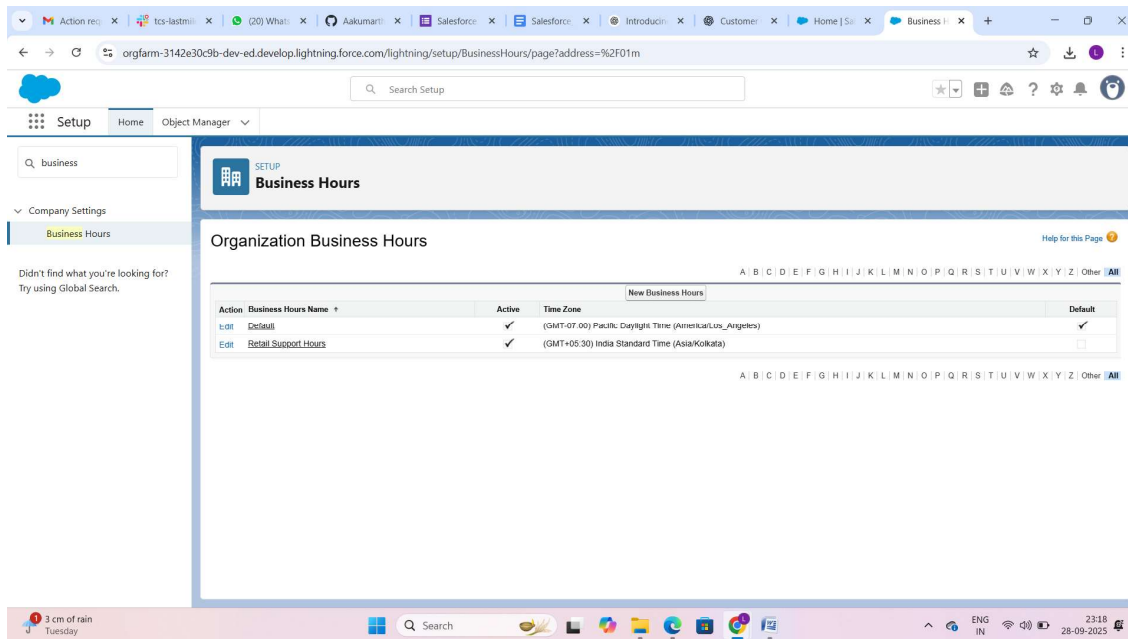 Action req
tcs-lastmil
(20) Whats
Aakumarth
Salesforce
Salesforce
Introducin
Customer
Home | Sa
Business H
orgfarm-3142e30c9b-dev-ed.develop.lightning.force.com/lightning/setup/BusinessHours/page?address=%2F01m
L
Search Setup
Setup
Home
Object Manager
business
SETUP
Business Hours
Company Settings
Business Hours
Organization Business Hours
Help for this Page
Didn't find what you're looking for?
Try using Global Search.
A | B | C | D | E | F | G | H | I | J | K | L | M | N | O | P | Q | R | S | T | U | V | W | X | Y | Z | Other | All
New Business Hours
Action Business Hours Name Active Time Zone Default
Edit Default (GMT-07:00) Pacific Daylight Time (America/Los_Angeles)
Edit Retail Support Hours (GMT+05:30) India Standard Time (Asia/Kolkata)
A | B | C | D | E | F | G | H | I | J | K | L | M | N | O | P | Q | R | S | T | U | V | W | X | Y | Z | Other | All
1
3 cm of rain
Tuesday
Search
ENG
IN
23:18
28-09-2025